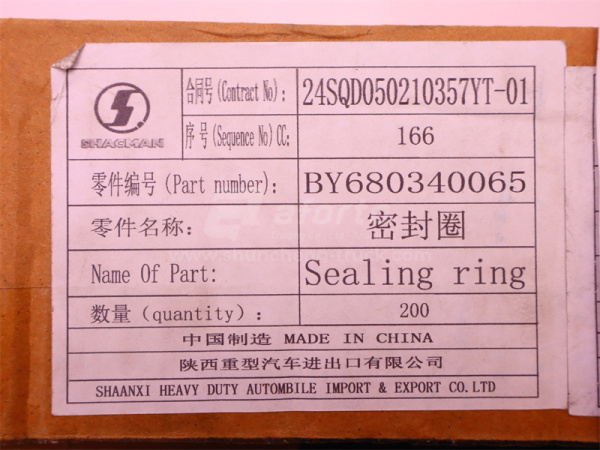 SHACMAN
合同号(Contract No): 24SQD050210357YT-01
序号(Sequence No)CC: 166
零件编号(Part number): BY680340065
零件名称: 密封圈
Name Of Part: Sealing ring
数量(quantity): 200
中国制造 MADE IN CHINA
陕西重型汽车进出口有限公司
SHAANXI HEAVY DUTY AUTOMBILE IMPORT & EXPORT CO.LTD